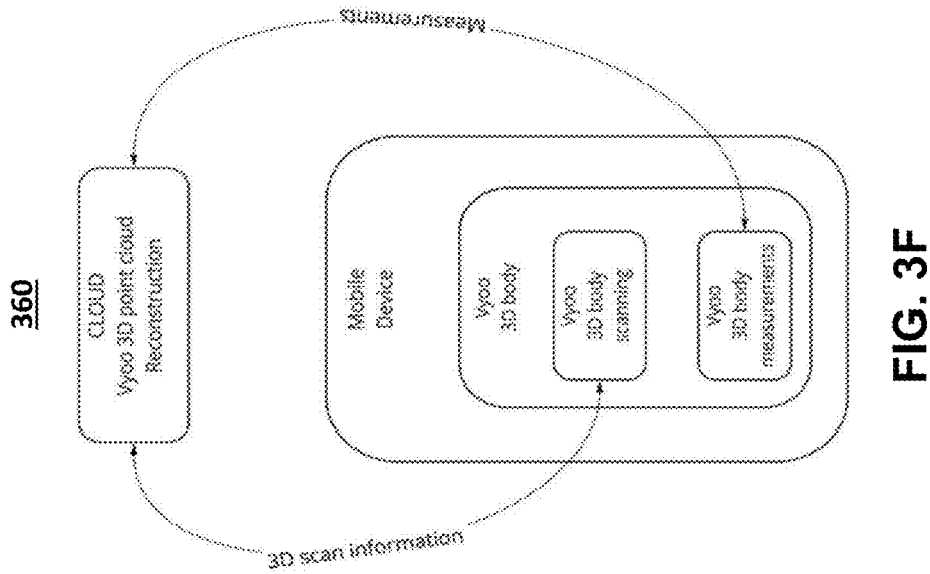 360
CLOUD
Vyoo 3D point cloud
Reconstruction
Measurements
3D scan information
Mobile
Device
Vyoo
3D body
Vyoo
3D body
scanning
Vyoo
3D body
measurements
FIG. 3F